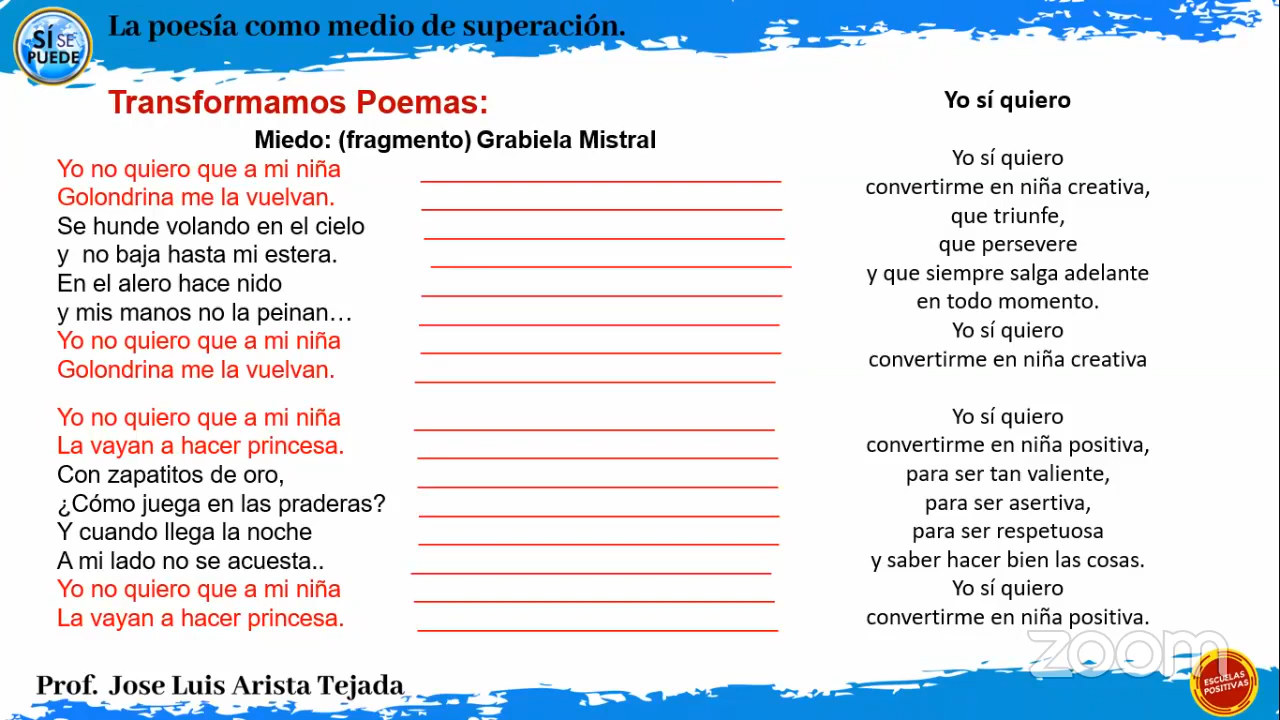 SÍ SE
PUEDE
La poesía como medio de superación.
Transformamos Poemas:
Miedo: (fragmento) Grabiela Mistral
Yo no quiero que a mi niña
Golondrina me la vuelvan.
Se hunde volando en el cielo
y no baja hasta mi estera.
En el alero hace nido
y mis manos no la peinan…
Yo no quiero que a mi niña
Golondrina me la vuelvan.
Yo no quiero que a mi niña
La vayan a hacer princesa.
Con zapatitos de oro,
¿Cómo juega en las praderas?
Y cuando llega la noche
A mi lado no se acuesta..
Yo no quiero que a mi niña
La vayan a hacer princesa.
Yo sí quiero
Yo sí quiero
convertirme en niña creativa,
que triunfe,
que persevere
y que siempre salga adelante
en todo momento.
Yo sí quiero
convertirme en niña creativa
Yo sí quiero
convertirme en niña positiva,
para ser tan valiente,
para ser asertiva,
para ser respetuosa
y saber hacer bien las cosas.
Yo sí quiero
convertirme en niña positiva.
zoom
Prof. Jose Luis Arista Tejada
ESCUELAS
POSITIVAS